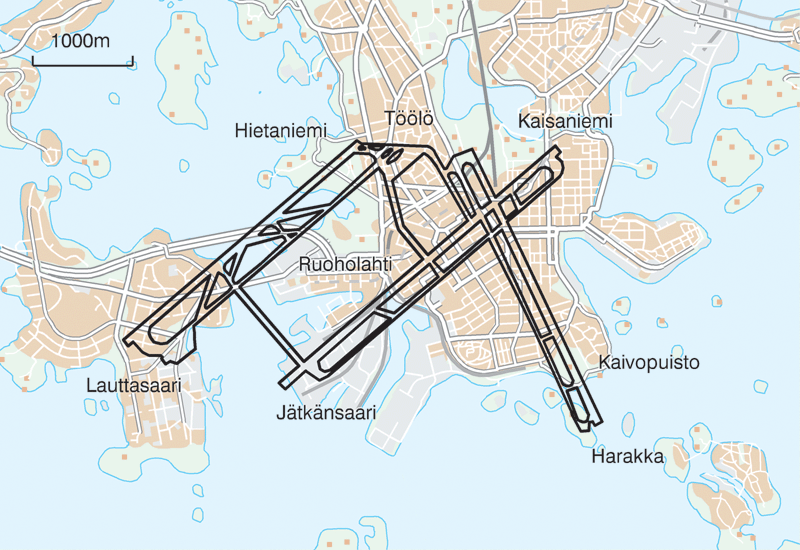 1000m
Töölö
Kaisaniemi
Hietaniemi
Ruoholahti
Kaivopuisto
Lauttasaari
Jätkänsaari
Harakka